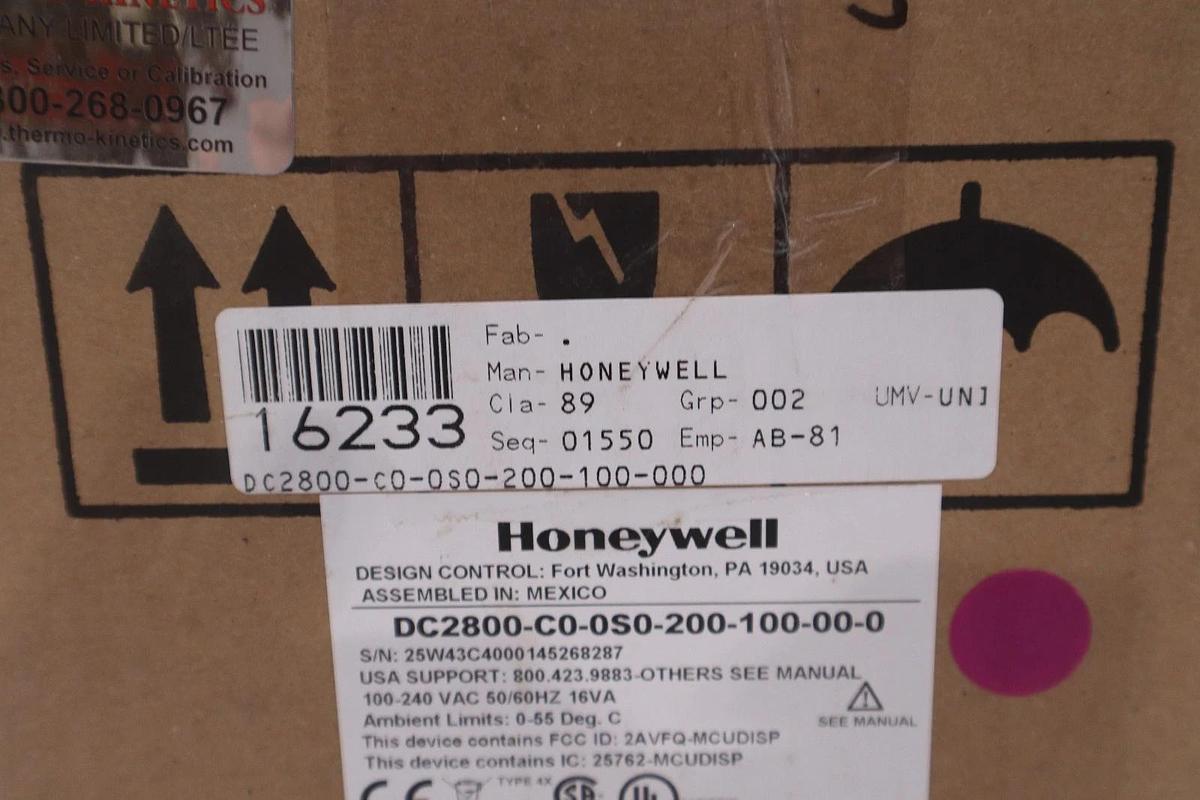 KINETICS
ANY LIMITED/LTEE
s, Service or Calibration
800-268-0967
.thermo-kinetics.com
Fab- .
Man- HONEYWELL
Cla- 89 Grp- 002 UMV-UNI
Seq- 01550 Emp- AB-81
16233
DC2800-C0-0S0-200-100-000
Honeywell
DESIGN CONTROL: Fort Washington, PA 19034, USA
ASSEMBLED IN: MEXICO
DC2800-C0-0S0-200-100-00-0
S/N: 25W43C4000145268287
USA SUPPORT: 800.423.9883-OTHERS SEE MANUAL
100-240 VAC 50/60HZ 16VA
SEE MANUAL
Ambient Limits: 0-55 Deg. C
This device contains FCC ID: 2AVFQ-MCUDISP
This device contains IC: 25762-MCUDISP
CE TYPE 4X SA UL